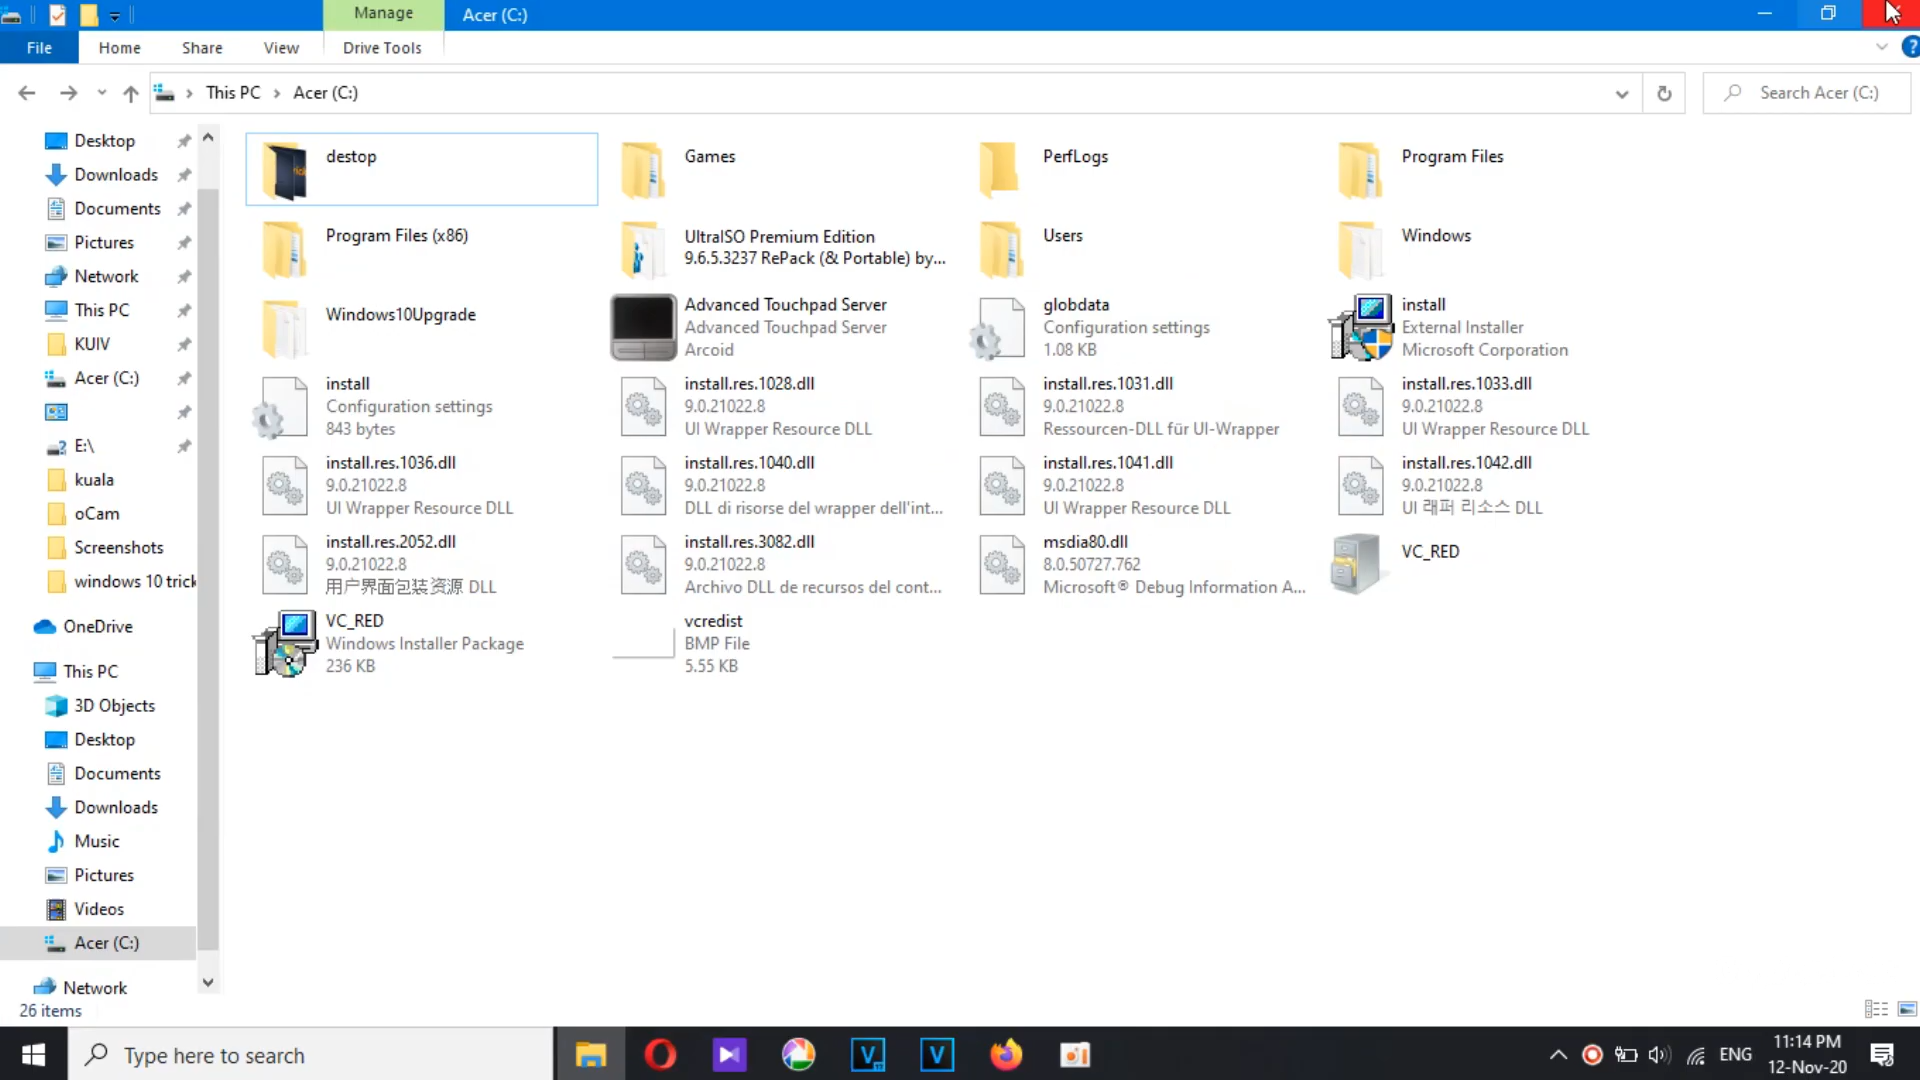 Manage
Acer (C:)
File
Home
Share
View
Drive Tools
?
This PC
Acer (C:)
Search Acer (C:)
Desktop
Downloads
Documents
Pictures
Network
This PC
KUIV
Acer (C:)
E:\
kuala
oCam
Screenshots
windows 10 trick
OneDrive
This PC
3D Objects
Desktop
Documents
Downloads
Music
Pictures
Videos
Acer (C:)
Network
destop
Games
PerfLogs
Program Files
Program Files (x86)
UltraISO Premium Edition
9.6.5.3237 RePack (& Portable) by...
Users
Windows
Windows10Upgrade
Advanced Touchpad Server
Advanced Touchpad Server
Arcoid
globdata
Configuration settings
1.08 KB
install
External Installer
Microsoft Corporation
install
Configuration settings
843 bytes
install.res.1028.dll
9.0.21022.8
UI Wrapper Resource DLL
install.res.1031.dll
9.0.21022.8
Ressourcen-DLL für UI-Wrapper
install.res.1033.dll
9.0.21022.8
UI Wrapper Resource DLL
install.res.1036.dll
9.0.21022.8
UI Wrapper Resource DLL
install.res.1040.dll
9.0.21022.8
DLL di risorse del wrapper dell'int...
install.res.1041.dll
9.0.21022.8
UI Wrapper Resource DLL
install.res.1042.dll
9.0.21022.8
UI 래퍼 리소스 DLL
install.res.2052.dll
9.0.21022.8
用户界面包装资源 DLL
install.res.3082.dll
9.0.21022.8
Archivo DLL de recursos del cont...
msdia80.dll
8.0.50727.762
Microsoft® Debug Information A...
VC_RED
VC_RED
Windows Installer Package
236 KB
vcredist
BMP File
5.55 KB
26 items
Type here to search
V
V
ENG
11:14 PM
12-Nov-20